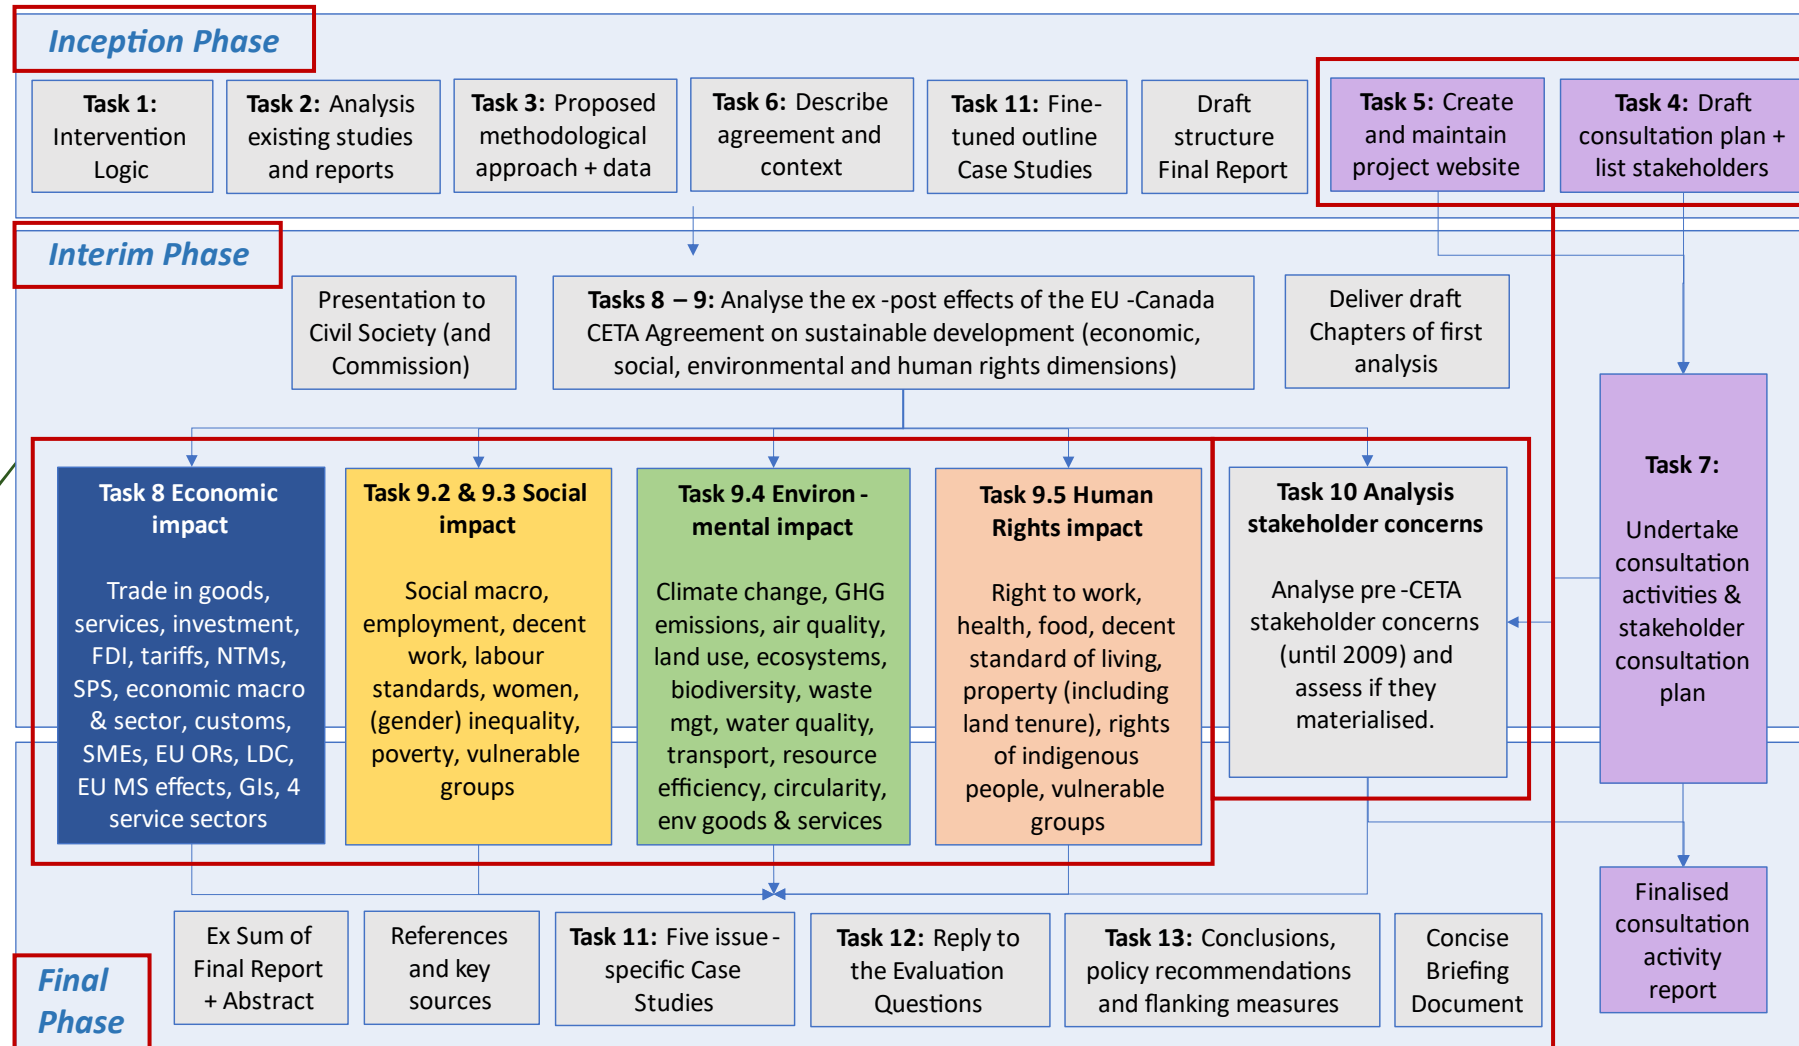 Inception Phase
Task 1:
Intervention
Logic
Task 2: Analysis
existing studies
and reports
Task 3: Proposed
methodological
approach + data
Task 6: Describe
agreement and
context
Task 11: Fine-
tuned outline
Case Studies
Draft
structure
Final Report
Task 5: Create
and maintain
project website
Task 4: Draft
consultation plan +
list stakeholders
Interim Phase
Presentation to
Civil Society (and
Commission)
Tasks 8 – 9: Analyse the ex -post effects of the EU -Canada
CETA Agreement on sustainable development (economic,
social, environmental and human rights dimensions)
Deliver draft
Chapters of first
analysis
Task 8 Economic
impact
Trade in goods,
services, investment,
FDI, tariffs, NTMs,
SPS, economic macro
& sector, customs,
SMEs, EU ORs, LDC,
EU MS effects, GIs, 4
service sectors
Task 9.2 & 9.3 Social
impact
Social macro,
employment, decent
work, labour
standards, women,
(gender) inequality,
poverty, vulnerable
groups
Task 9.4 Environ -
mental impact
Climate change, GHG
emissions, air quality,
land use, ecosystems,
biodiversity, waste
mgt, water quality,
transport, resource
efficiency, circularity,
env goods & services
Task 9.5 Human
Rights impact
Right to work,
health, food, decent
standard of living,
property (including
land tenure), rights
of indigenous
people, vulnerable
groups
Task 10 Analysis
stakeholder concerns
Analyse pre -CETA
stakeholder concerns
(until 2009) and
assess if they
materialised.
Task 7:
Undertake
consultation
activities &
stakeholder
consultation
plan
Final
Phase
Ex Sum of
Final Report
+ Abstract
References
and key
sources
Task 11: Five issue -
specific Case
Studies
Task 12: Reply to
the Evaluation
Questions
Task 13: Conclusions,
policy recommendations
and flanking measures
Concise
Briefing
Document
Finalised
consultation
activity
report